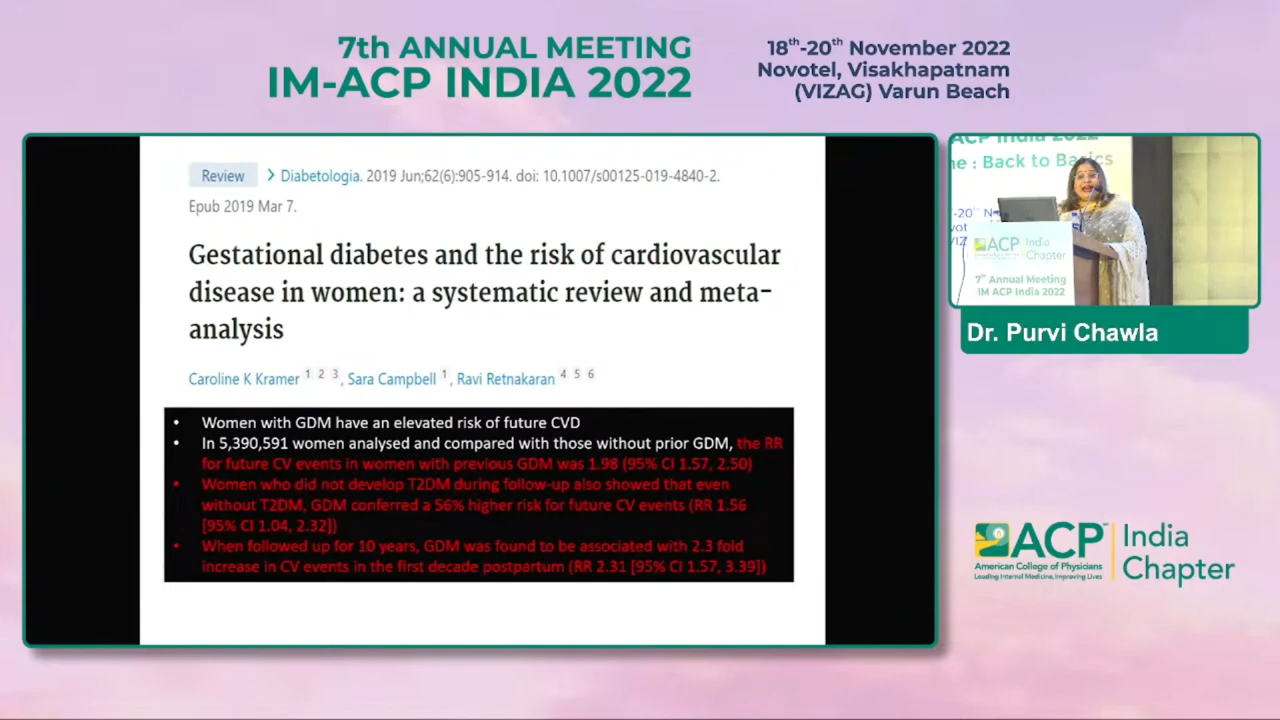 7th ANNUAL MEETING
IM-ACP INDIA 2022
18th-20th November 2022
Novotel, Visakhapatnam
(VIZAG) Varun Beach
Review > Diabetologia. 2019 Jun;62(6):905-914. doi: 10.1007/s00125-019-4840-2.
Epub 2019 Mar 7.
Gestational diabetes and the risk of cardiovascular
disease in women: a systematic review and meta-
analysis
Caroline K Kramer 1 2 3, Sara Campbell 1, Ravi Retnakaran 4 5 6
• Women with GDM have an elevated risk of future CVD
• In 5,390,591 women analysed and compared with those without prior GDM, the RR
for future CV events in women with previous GDM was 1.98 (95% CI 1.57, 2.50)
• Women who did not develop T2DM during follow-up also showed that even
without T2DM, GDM conferred a 56% higher risk for future CV events (RR 1.56
[95% CI 1.04, 2.32])
• When followed up for 10 years, GDM was found to be associated with 2.3 fold
increase in CV events in the first decade postpartum (RR 2.31 [95% CI 1.57, 3.39])
ACP India 2022
: Back to Basics
ACP India
Chapter
7th Annual Meeting
IM ACP India 2022
Dr. Purvi Chawla
ACP India
Chapter
American College of Physicians
Leading Internal Medicine, Improving Lives